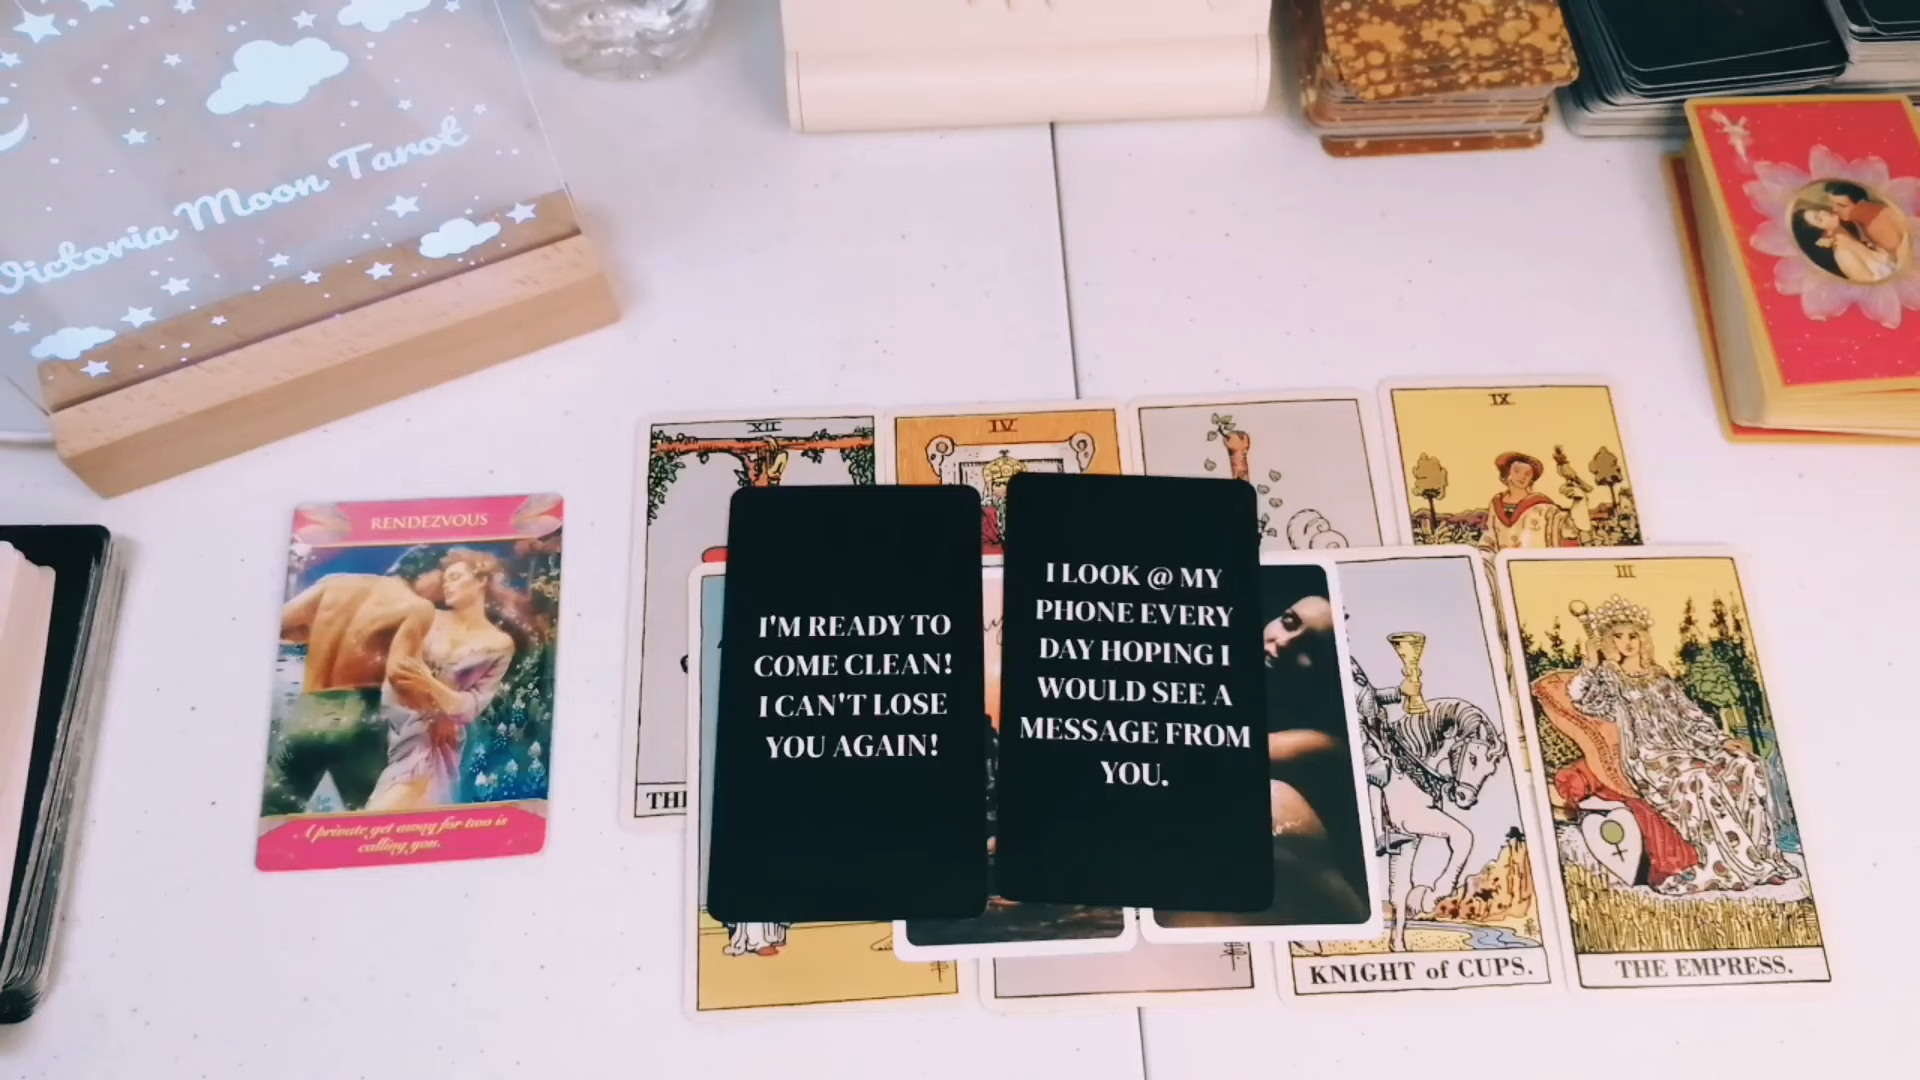 Victoria Moon Tarot
RENDEZVOUS
A private get away for two is
calling you.
XII
IV
IX
I'M READY TO
COME CLEAN!
I CAN'T LOSE
YOU AGAIN!
I LOOK @ MY
PHONE EVERY
DAY HOPING I
WOULD SEE A
MESSAGE FROM
YOU.
III
KNIGHT of CUPS.
THE EMPRESS.